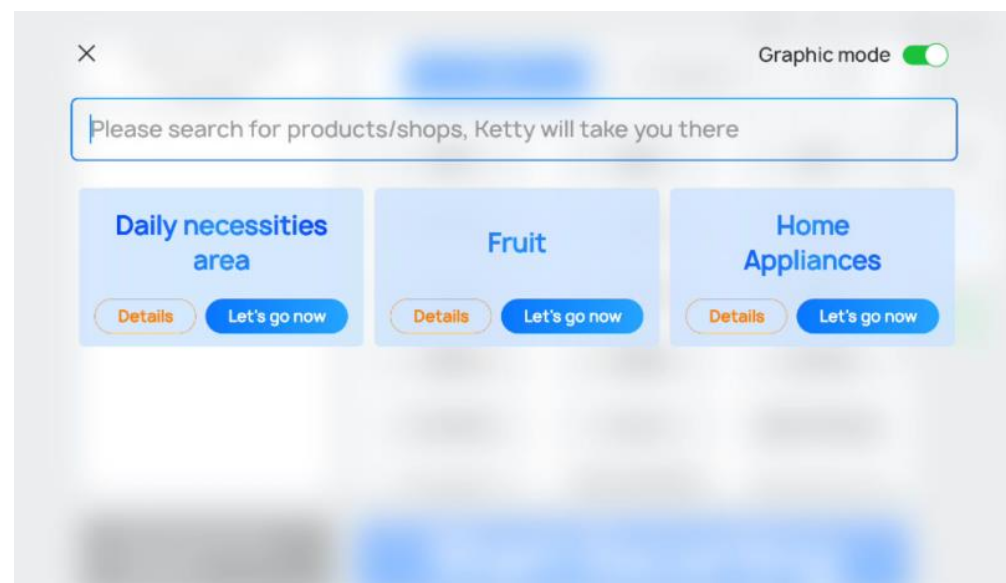 Graphic mode
Please search for products/shops, Ketty will take you there
Daily necessities
area
Details
Let's go now
Fruit
Details
Let's go now
Home
Appliances
Details
Let's go now